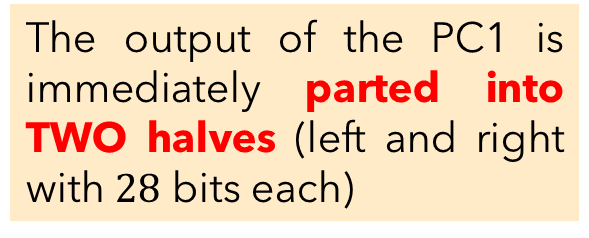 The output of the PC1 is
immediately parted into
TWO halves (left and right
with 28 bits each)